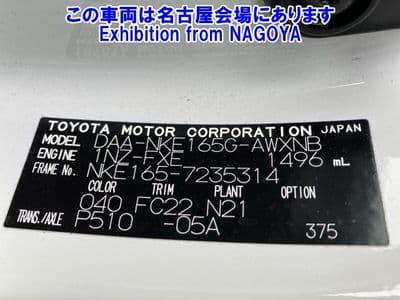 この車両は名古屋会場にあります
Exhibition from NAGOYA
TOYOTA MOTOR CORPORATION JAPAN
MODEL DAA-NKE165G-AWXNB
ENGINE 1NZ-FXE 1496 mL
FRAME No. NKE165-7235314
COLOR TRIM PLANT OPTION
040 FC22 N21
TRANS./AXLE P510 -05A 375